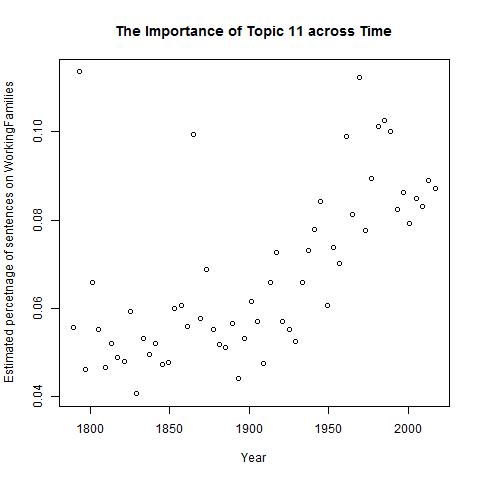 The Importance of Topic 11 across Time
Estimated percetnage of sentences on WorkingFamilies
0.10
0.08
0.06
0.04
1800 1850 1900 1950 2000
Year